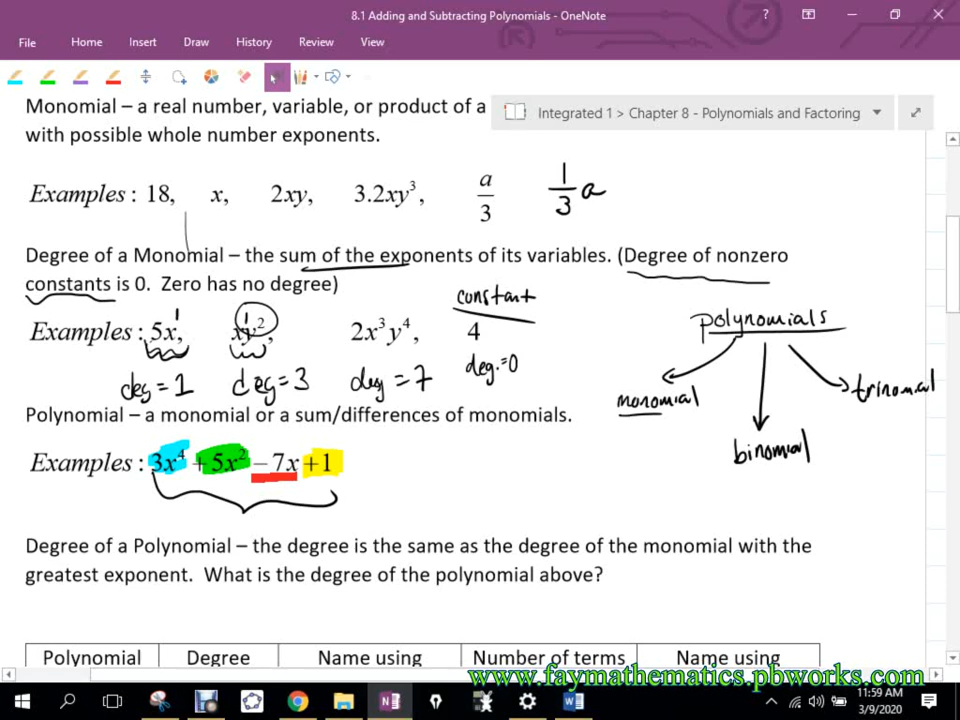 8.1 Adding and Subtracting Polynomials - OneNote
File Home Insert Draw History Review View
Monomial – a real number, variable, or product of a
with possible whole number exponents.
Integrated 1 > Chapter 8 - Polynomials and Factoring
Examples : 18, x, 2xy, 3.2xy³, a/3 1/3 a
Degree of a Monomial – the sum of the exponents of its variables. (Degree of nonzero
constants is 0. Zero has no degree)
constant
1 1
Examples : 5x, xy², 2x³y⁴, 4
deg = 1 deg = 3 deg = 7 deg. = 0
polynomials
monomial
binomial
trinomial
Polynomial – a monomial or a sum/differences of monomials.
Examples : 3x⁴ + 5x² – 7x + 1
Degree of a Polynomial – the degree is the same as the degree of the monomial with the
greatest exponent. What is the degree of the polynomial above?
Polynomial Degree Name using Number of terms Name using
www.faymathematics.pbworks.com
11:59 AM
3/9/2020